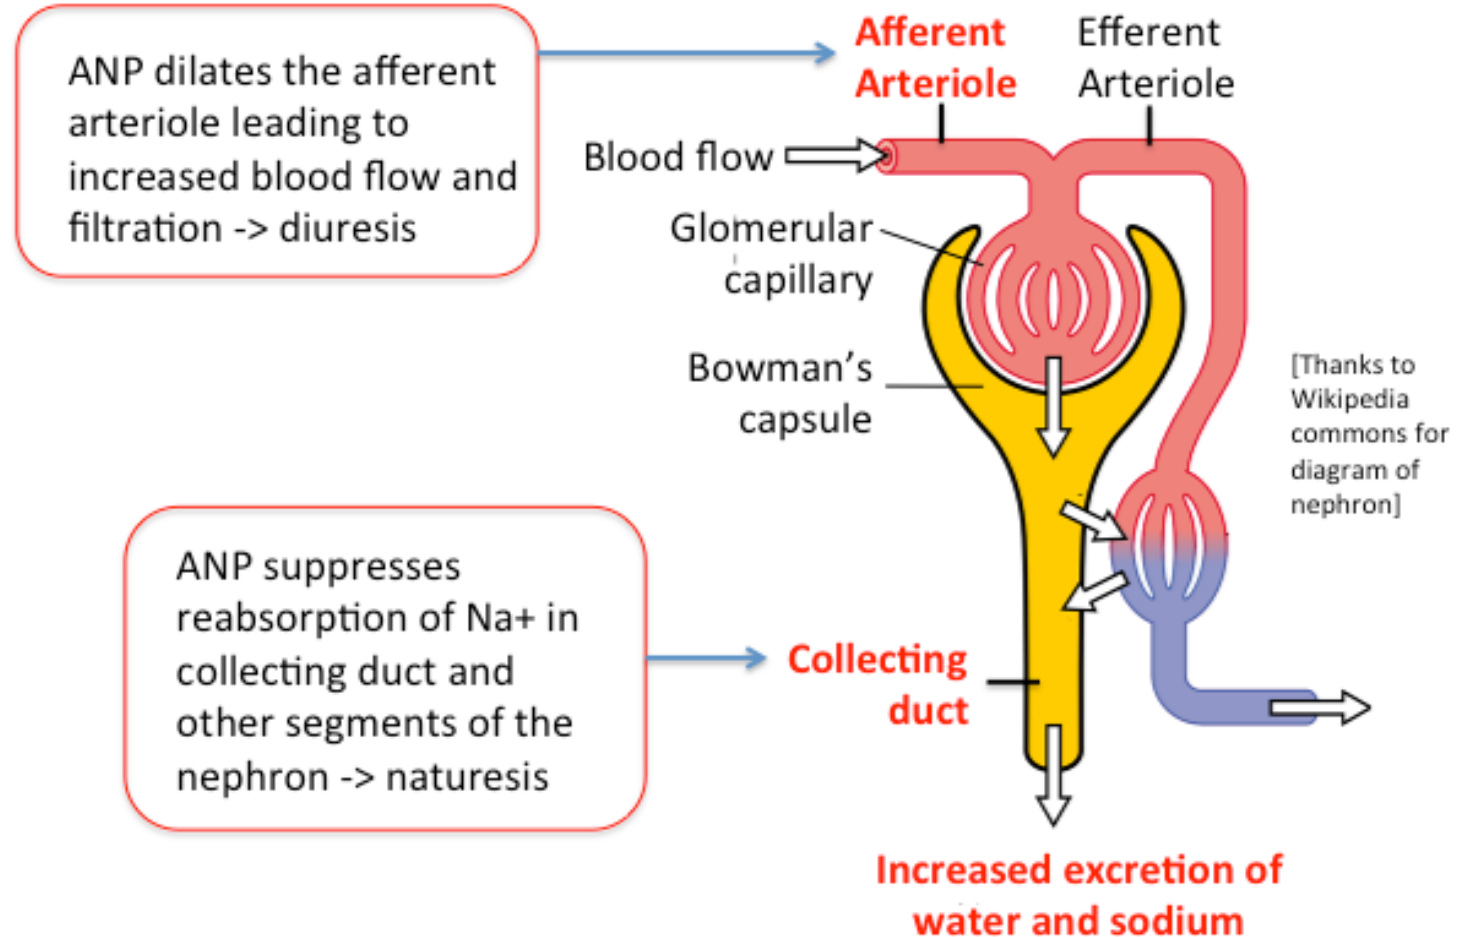 ANP dilates the afferent
arteriole leading to
increased blood flow and
filtration -> diuresis
Afferent
Arteriole
Efferent
Arteriole
Blood flow
Glomerular
capillary
Bowman’s
capsule
[Thanks to
Wikipedia
commons for
diagram of
nephron]
ANP suppresses
reabsorption of Na+ in
collecting duct and
other segments of the
nephron -> naturesis
Collecting
duct
Increased excretion of
water and sodium